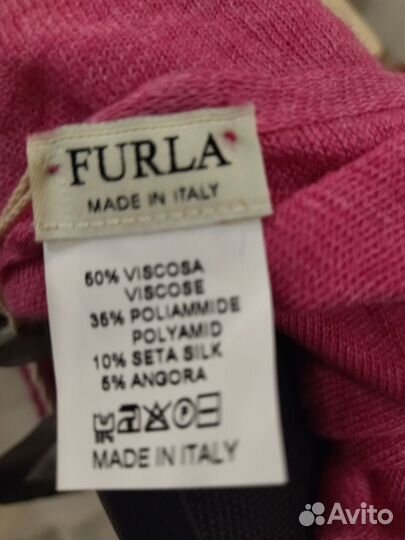 FURLA
MADE IN ITALY
50% VISCOSA
VISCOSE
35% POLIAMMIDE
POLYAMID
10% SETA SILK
5% ANGORA
MADE IN ITALY
Avito